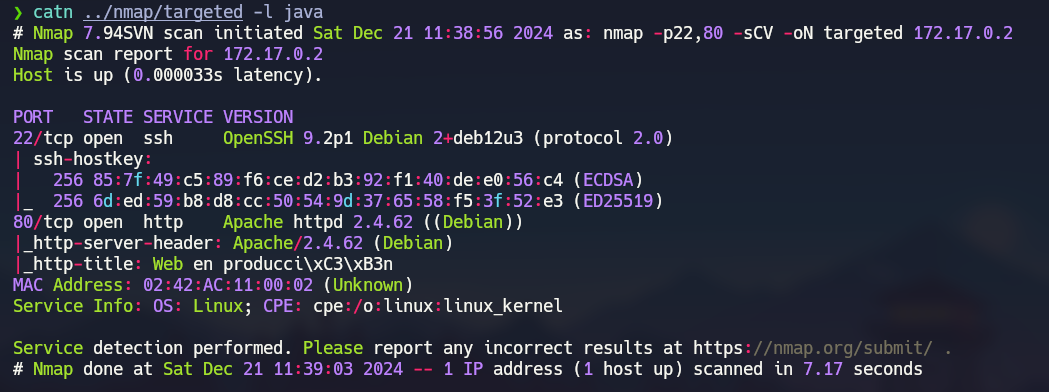 ❯ catn ../nmap/targeted -l java
# Nmap 7.94SVN scan initiated Sat Dec 21 11:38:56 2024 as: nmap -p22,80 -sCV -oN targeted 172.17.0.2
Nmap scan report for 172.17.0.2
Host is up (0.000033s latency).

PORT   STATE SERVICE VERSION
22/tcp open  ssh     OpenSSH 9.2p1 Debian 2+deb12u3 (protocol 2.0)
| ssh-hostkey:
|   256 85:7f:49:c5:89:f6:ce:d2:b3:92:f1:40:de:e0:56:c4 (ECDSA)
|_  256 6d:ed:59:b8:d8:cc:50:54:9d:37:65:58:f5:3f:52:e3 (ED25519)
80/tcp open  http    Apache httpd 2.4.62 ((Debian))
|_http-server-header: Apache/2.4.62 (Debian)
|_http-title: Web en producci\xC3\xB3n
MAC Address: 02:42:AC:11:00:02 (Unknown)
Service Info: OS: Linux; CPE: cpe:/o:linux:linux_kernel

Service detection performed. Please report any incorrect results at https://nmap.org/submit/ .
# Nmap done at Sat Dec 21 11:39:03 2024 -- 1 IP address (1 host up) scanned in 7.17 seconds